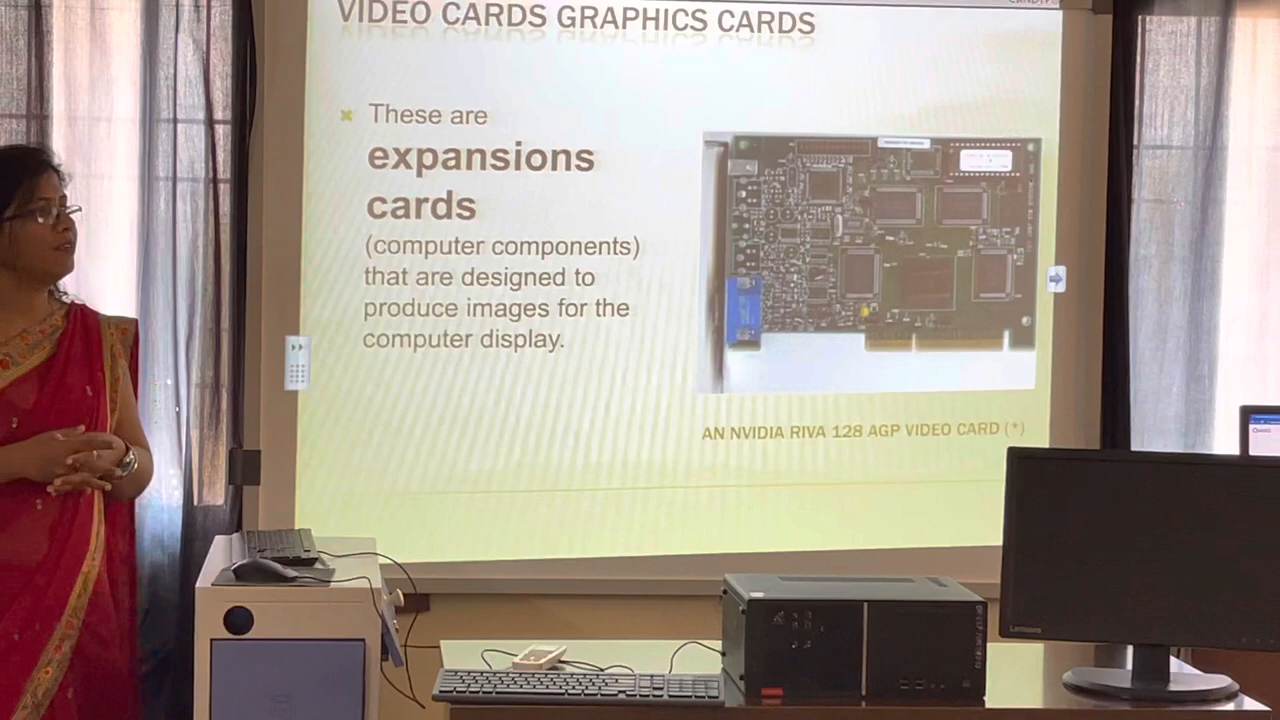 VIDEO CARDS GRAPHICS CARDS
These are
expansions
cards
(computer components)
that are designed to
produce images for the
computer display.
AN NVIDIA RIVA 128 AGP VIDEO CARD (*)
Lenovo